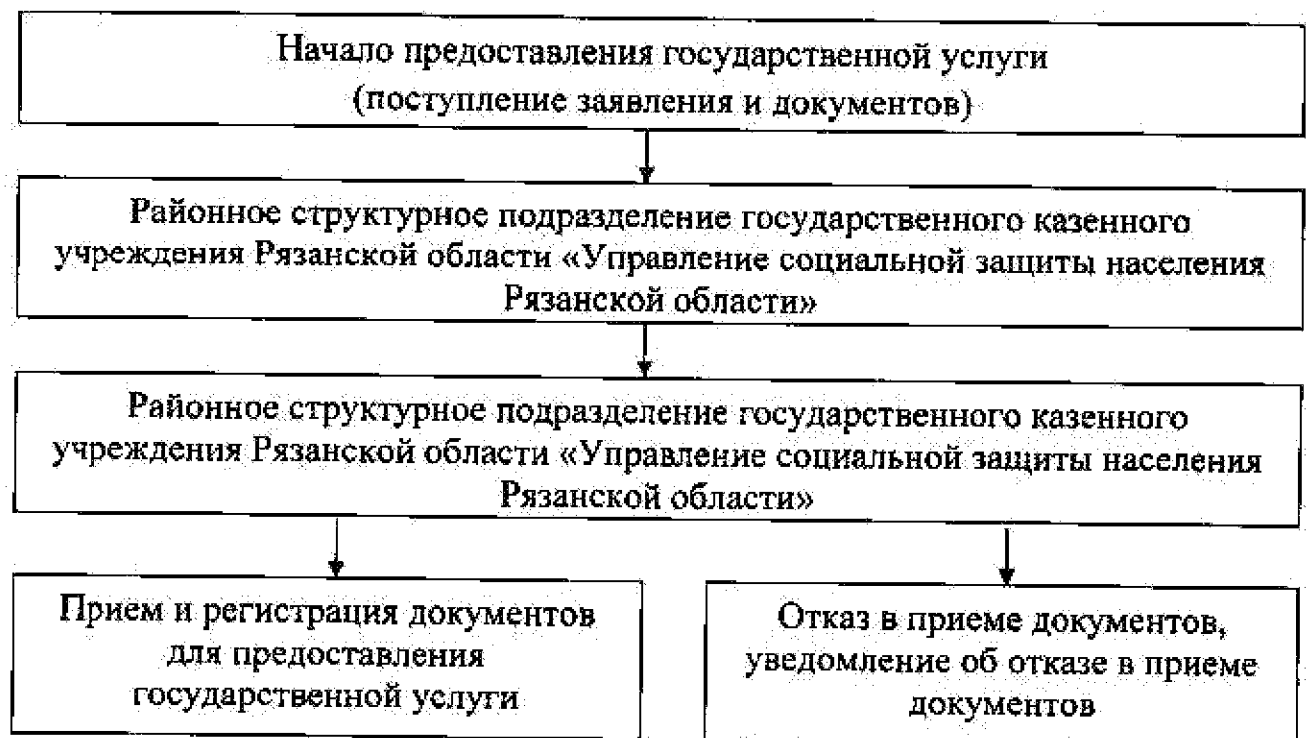 Начало предоставления государственной услуги
(поступление заявления и документов)
Районное структурное подразделение государственного казенного
учреждения Рязанской области «Управление социальной защиты населения
Рязанской области»
Районное структурное подразделение государственного казенного
учреждения Рязанской области «Управление социальной защиты населения
Рязанской области»
Прием и регистрация документов
для предоставления
государственной услуги
Отказ в приеме документов,
уведомление об отказе в приеме
документов